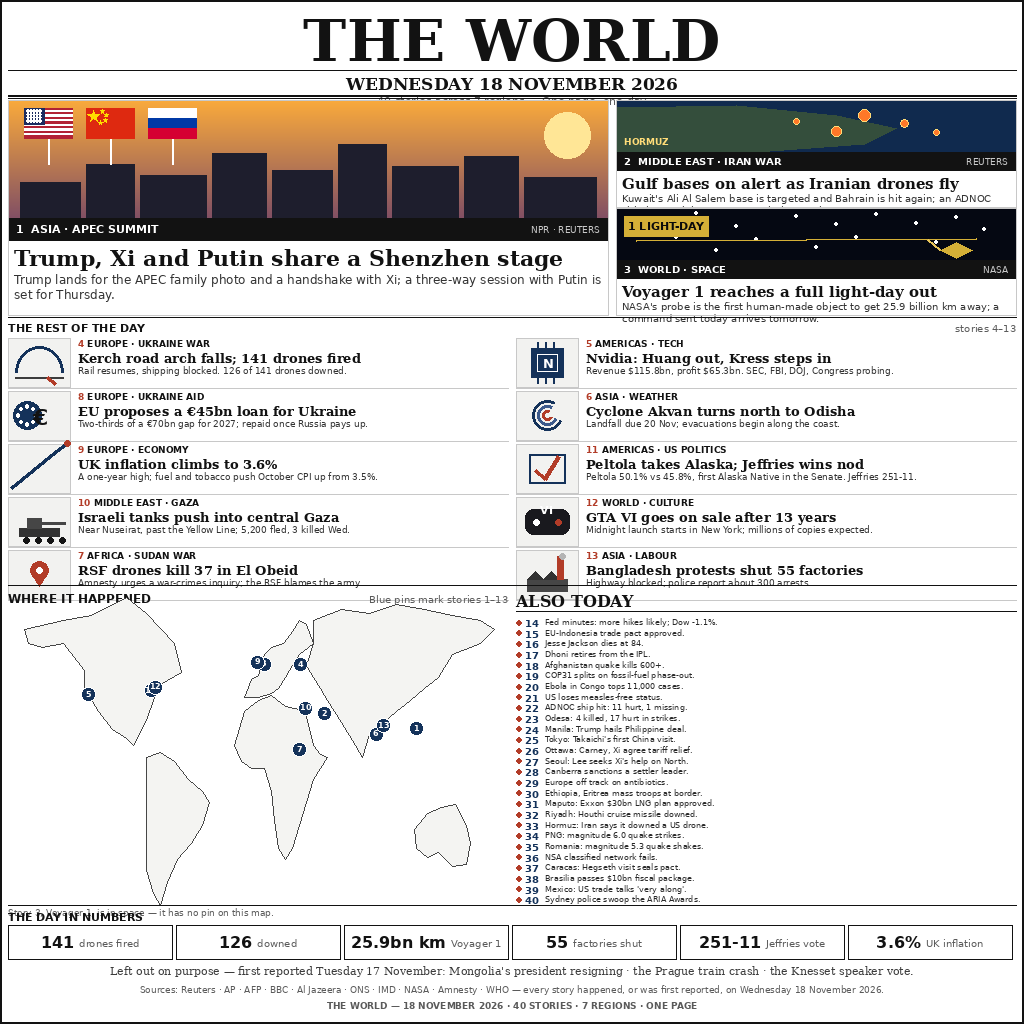 THE WORLD
WEDNESDAY 18 NOVEMBER 2026
HORMUZ
1 ASIA · APEC SUMMIT
NPR · REUTERS
Trump, Xi and Putin share a Shenzhen stage
Trump lands for the APEC family photo and a handshake with Xi; a three-way session with Putin is
set for Thursday.
2 MIDDLE EAST · IRAN WAR
REUTERS
Gulf bases on alert as Iranian drones fly
Kuwait's Ali Al Salem base is targeted and Bahrain is hit again; an ADNOC
1 LIGHT-DAY
3 WORLD · SPACE
NASA
Voyager 1 reaches a full light-day out
NASA's probe is the first human-made object to get 25.9 billion km away; a
command sent today arrives tomorrow.
THE REST OF THE DAY
stories 4–13
4 EUROPE · UKRAINE WAR
Kerch road arch falls; 141 drones fired
Rail resumes, shipping blocked. 126 of 141 drones downed.
N
5 AMERICAS · TECH
Nvidia: Huang out, Kress steps in
Revenue $115.8bn, profit $65.3bn. SEC, FBI, DOJ, Congress probing.
€
8 EUROPE · UKRAINE AID
EU proposes a €45bn loan for Ukraine
Two-thirds of a €70bn gap for 2027; repaid once Russia pays up.
6 ASIA · WEATHER
Cyclone Akvan turns north to Odisha
Landfall due 20 Nov; evacuations begin along the coast.
9 EUROPE · ECONOMY
UK inflation climbs to 3.6%
A one-year high; fuel and tobacco push October CPI up from 3.5%.
11 AMERICAS · US POLITICS
Peltola takes Alaska; Jeffries wins nod
Peltola 50.1% vs 45.8%, first Alaska Native in the Senate. Jeffries 251-11.
10 MIDDLE EAST · GAZA
Israeli tanks push into central Gaza
Near Nuseirat, past the Yellow Line; 5,200 fled, 3 killed Wed.
VI
12 WORLD · CULTURE
GTA VI goes on sale after 13 years
Midnight launch starts in New York; millions of copies expected.
7 AFRICA · SUDAN WAR
RSF drones kill 37 in El Obeid
Amnesty urges a war-crimes inquiry; the RSF blames the army.
13 ASIA · LABOUR
Bangladesh protests shut 55 factories
Highway blocked; police report about 300 arrests.
WHERE IT HAPPENED
Blue pins mark stories 1–13
5
12
9
4
10
2
7
6
13
1
Story 3, Voyager 1, is in space — it has no pin on this map.
ALSO TODAY
14 Fed minutes: more hikes likely; Dow -1.1%.
15 EU-Indonesia trade pact approved.
16 Jesse Jackson dies at 84.
17 Dhoni retires from the IPL.
18 Afghanistan quake kills 600+.
19 COP31 splits on fossil-fuel phase-out.
20 Ebola in Congo tops 11,000 cases.
21 US loses measles-free status.
22 ADNOC ship hit: 11 hurt, 1 missing.
23 Odesa: 4 killed, 17 hurt in strikes.
24 Manila: Trump hails Philippine deal.
25 Tokyo: Takaichi's first China visit.
26 Ottawa: Carney, Xi agree tariff relief.
27 Seoul: Lee seeks Xi's help on North.
28 Canberra sanctions a settler leader.
29 Europe off track on antibiotics.
30 Ethiopia, Eritrea mass troops at border.
31 Maputo: Exxon $30bn LNG plan approved.
32 Riyadh: Houthi cruise missile downed.
33 Hormuz: Iran says it downed a US drone.
34 PNG: magnitude 6.0 quake strikes.
35 Romania: magnitude 5.3 quake shakes.
36 NSA classified network fails.
37 Caracas: Hegseth visit seals pact.
38 Brasilia passes $10bn fiscal package.
39 Mexico: US trade talks 'very along'.
40 Sydney police swoop the ARIA Awards.
THE DAY IN NUMBERS
141 drones fired
126 downed
25.9bn km Voyager 1
55 factories shut
251-11 Jeffries vote
3.6% UK inflation
Left out on purpose — first reported Tuesday 17 November: Mongolia's president resigning · the Prague train crash · the Knesset speaker vote.
Sources: Reuters · AP · AFP · BBC · Al Jazeera · ONS · IMD · NASA · Amnesty · WHO — every story happened, or was first reported, on Wednesday 18 November 2026.
THE WORLD — 18 NOVEMBER 2026 · 40 STORIES · 7 REGIONS · ONE PAGE